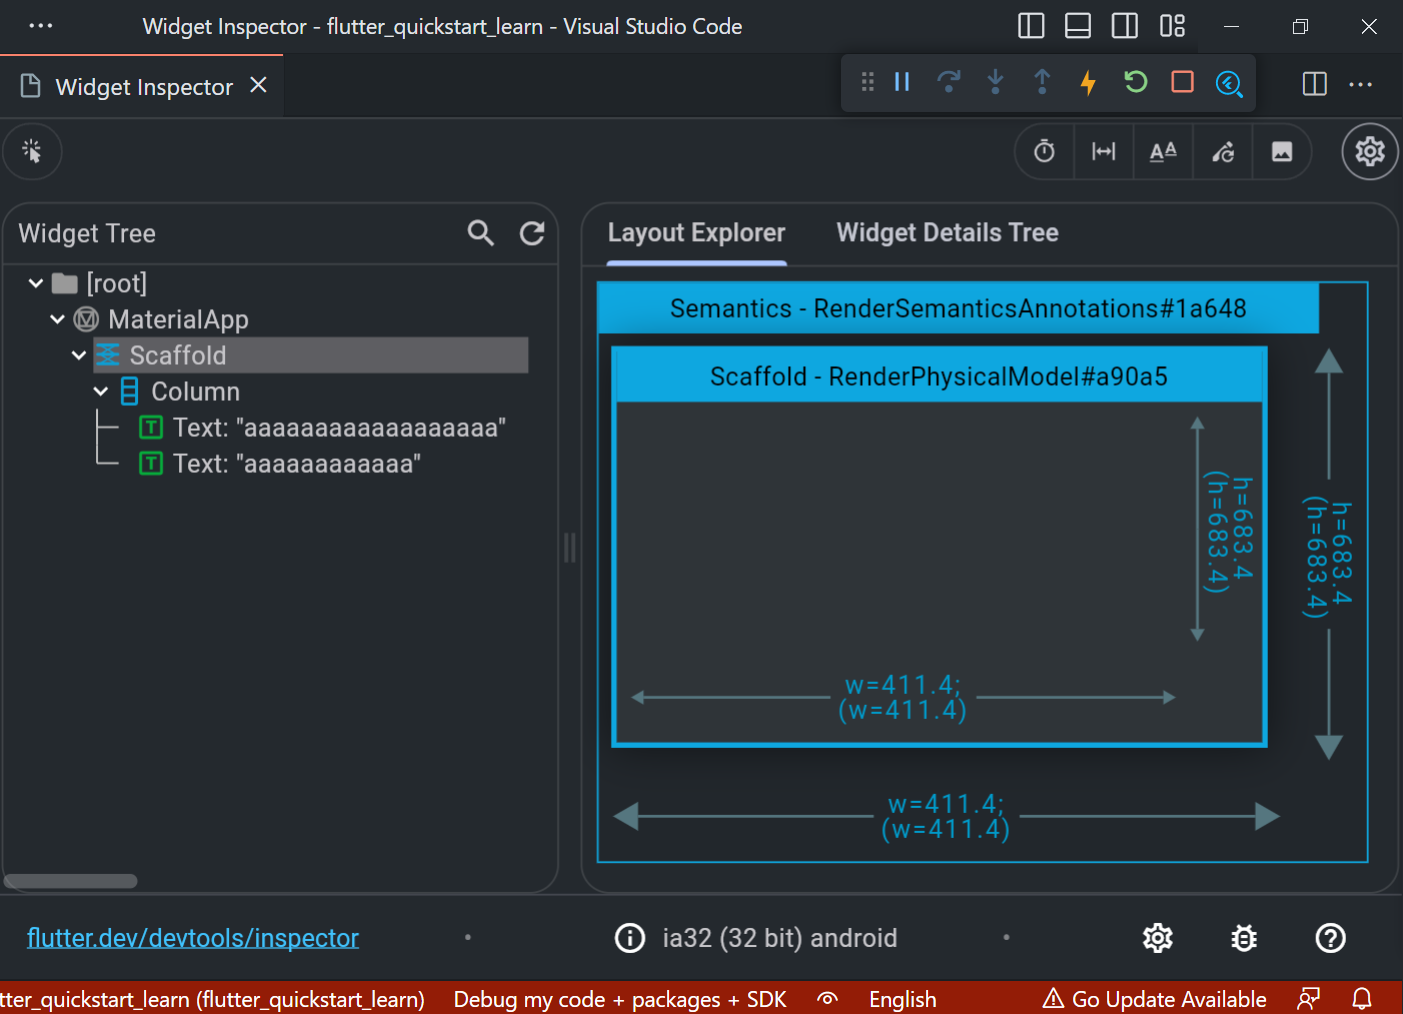 Widget Inspector - flutter_quickstart_learn - Visual Studio Code
Widget Inspector
Widget Tree
Layout Explorer
Widget Details Tree
[root]
MaterialApp
Scaffold
Column
Text: "aaaaaaaaaaaaaaaaaa"
Text: "aaaaaaaaaaaa"
Semantics - RenderSemanticsAnnotations#1a648
Scaffold - RenderPhysicalModel#a90a5
h=683.4
(h=683.4)
h=683.4
(h=683.4)
w=411.4;
(w=411.4)
w=411.4;
(w=411.4)
flutter.dev/devtools/inspector
ia32 (32 bit) android
tter_quickstart_learn (flutter_quickstart_learn)
Debug my code + packages + SDK
English
Go Update Available